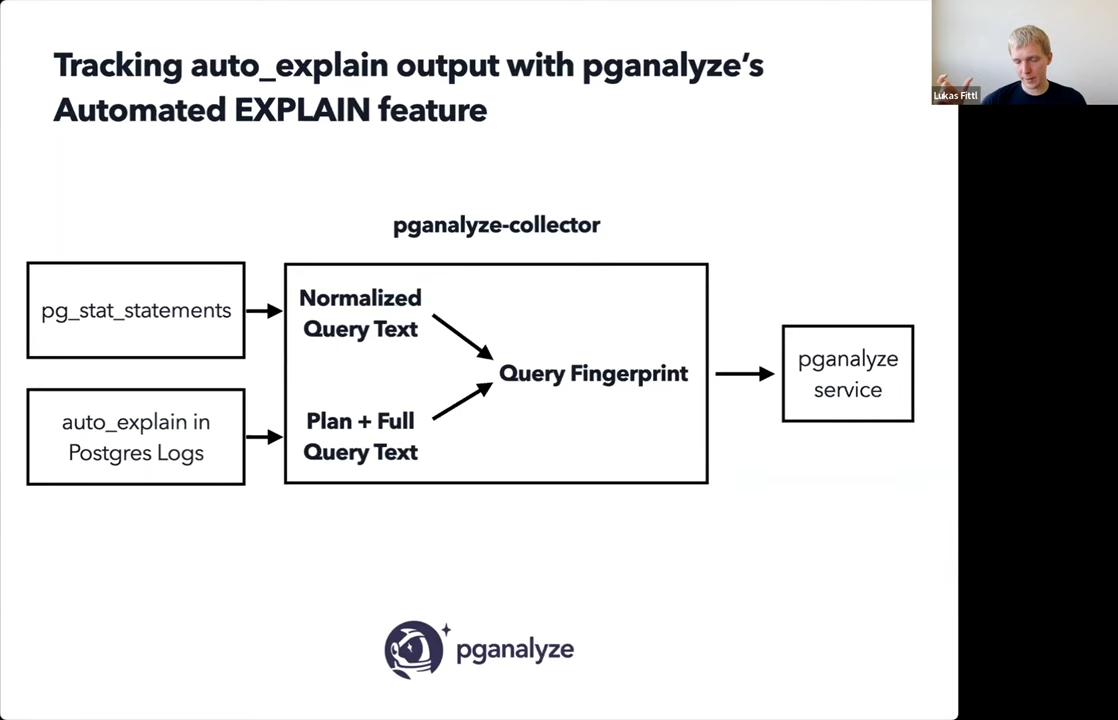 Tracking auto_explain output with pganalyze’s
Automated EXPLAIN feature
Lukas Fittl
pganalyze-collector
pg_stat_statements
Normalized
Query Text
auto_explain in
Postgres Logs
Plan + Full
Query Text
Query Fingerprint
pganalyze
service
pganalyze